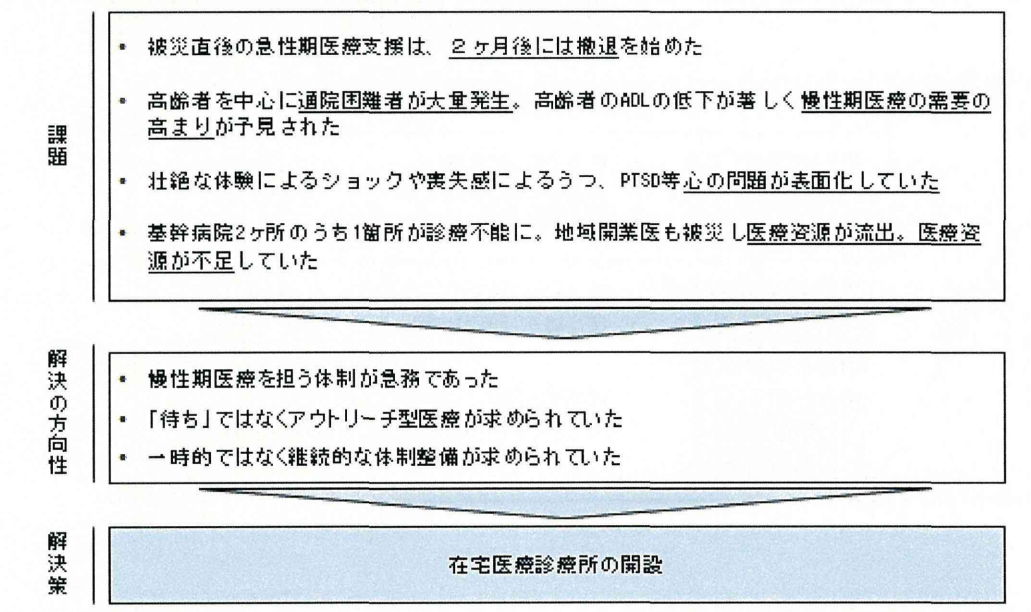 課題
• 被災直後の急性期医療支援は、２ヶ月後には撤退を始めた
• 高齢者を中心に通院困難者が大量発生。高齢者のADLの低下が著しく慢性期医療の需要の
高まりが予見された
• 壮絶な体験によるショックや喪失感によるうつ、PTSD等心の問題が表面化していた
• 基幹病院2ヶ所のうち1箇所が診療不能に。地域開業医も被災し医療資源が流出。医療資
源が不足していた
解決の方向性
• 慢性期医療を担う体制が急務であった
• 「待ち」ではなくアウトリーチ型医療が求められていた
• 一時的ではなく継続的な体制整備が求められていた
解決策
在宅医療診療所の開設